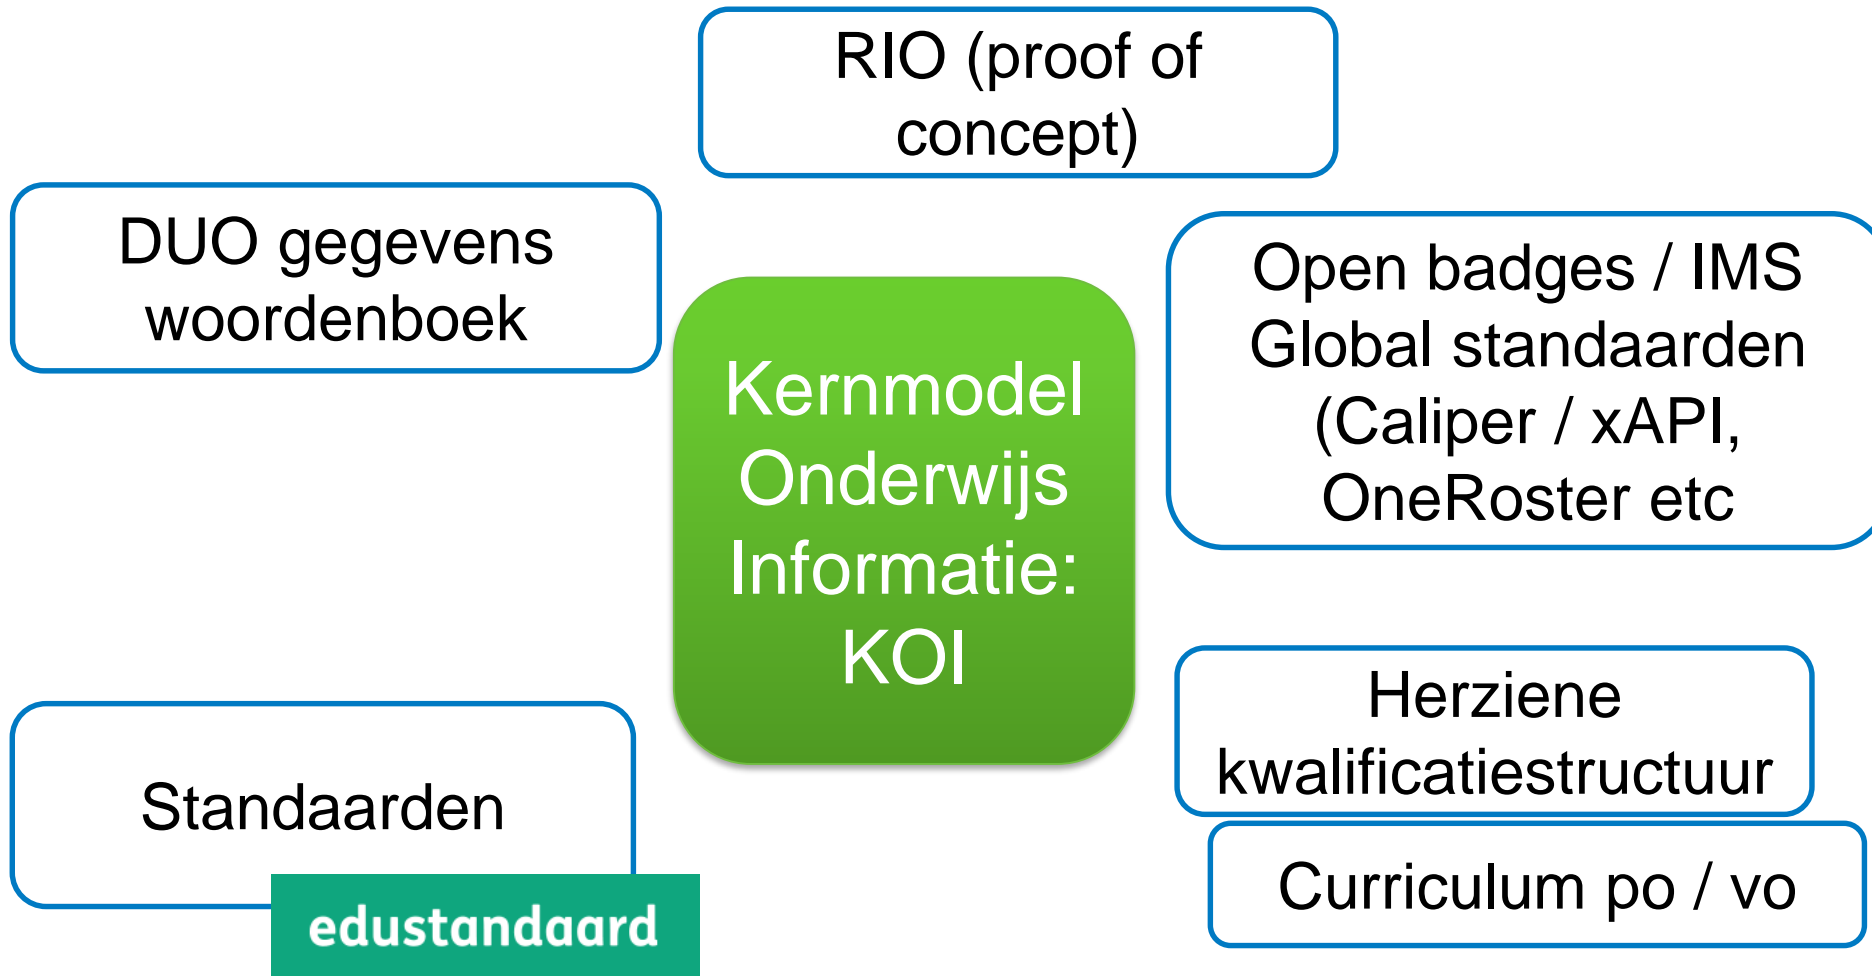 RIO (proof of
concept)
DUO gegevens
woordenboek
Open badges / IMS
Global standaarden
(Caliper / xAPI,
OneRoster etc
Kernmodel
Onderwijs
Informatie:
KOI
Herziene
kwalificatiestructuur
Standaarden
Curriculum po / vo
edustandaard